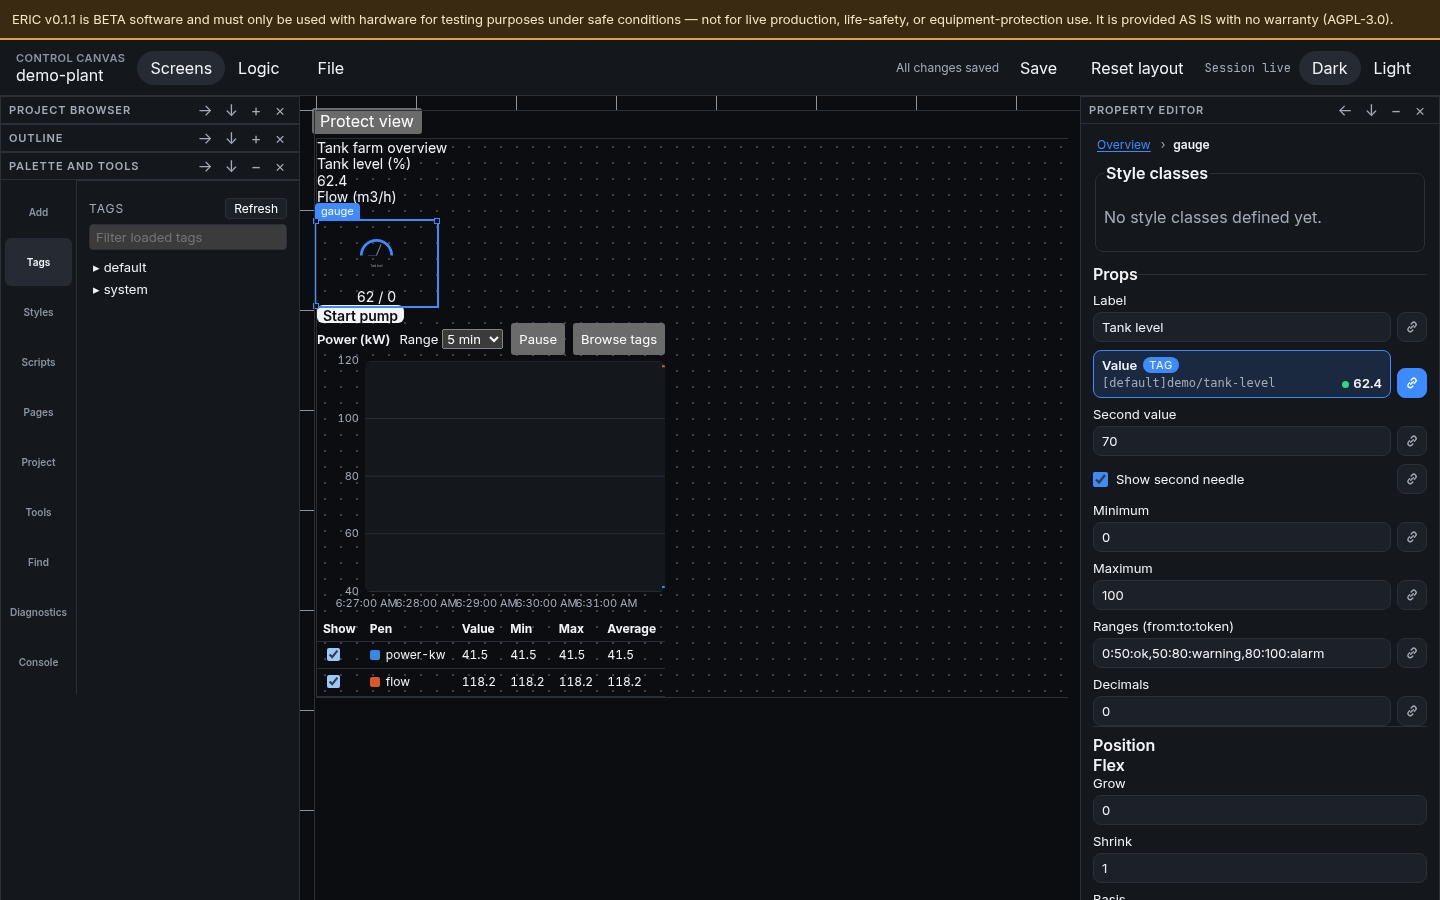 ERIC v0.1.1 is BETA software and must only be used with hardware for testing purposes under safe conditions — not for live production, life-safety, or equipment-protection use. It is provided AS IS with no warranty (AGPL-3.0).
CONTROL CANVAS
demo-plant
Screens
Logic
File
All changes saved
Save
Reset layout
Session live
Dark
Light
PROJECT BROWSER
OUTLINE
PALETTE AND TOOLS
Add
Tags
Styles
Scripts
Pages
Project
Tools
Find
Diagnostics
Console
TAGS
Refresh
Filter loaded tags
default
system
Protect view
Tank farm overview
Tank level (%)
62.4
Flow (m3/h)
gauge
Tank level
62 / 0
Start pump
Power (kW)
Range
5 min
Pause
Browse tags
120
100
80
60
40
6:27:00 AM
6:28:00 AM
6:29:00 AM
6:30:00 AM
6:31:00 AM
Show Pen Value Min Max Average
power-kw 41.5 41.5 41.5 41.5
flow 118.2 118.2 118.2 118.2
PROPERTY EDITOR
Overview › gauge
Style classes
No style classes defined yet.
Props
Label
Tank level
Value TAG
[default]demo/tank-level 62.4
Second value
70
Show second needle
Minimum
0
Maximum
100
Ranges (from:to:token)
0:50:ok,50:80:warning,80:100:alarm
Decimals
0
Position
Flex
Grow
0
Shrink
1
Basis